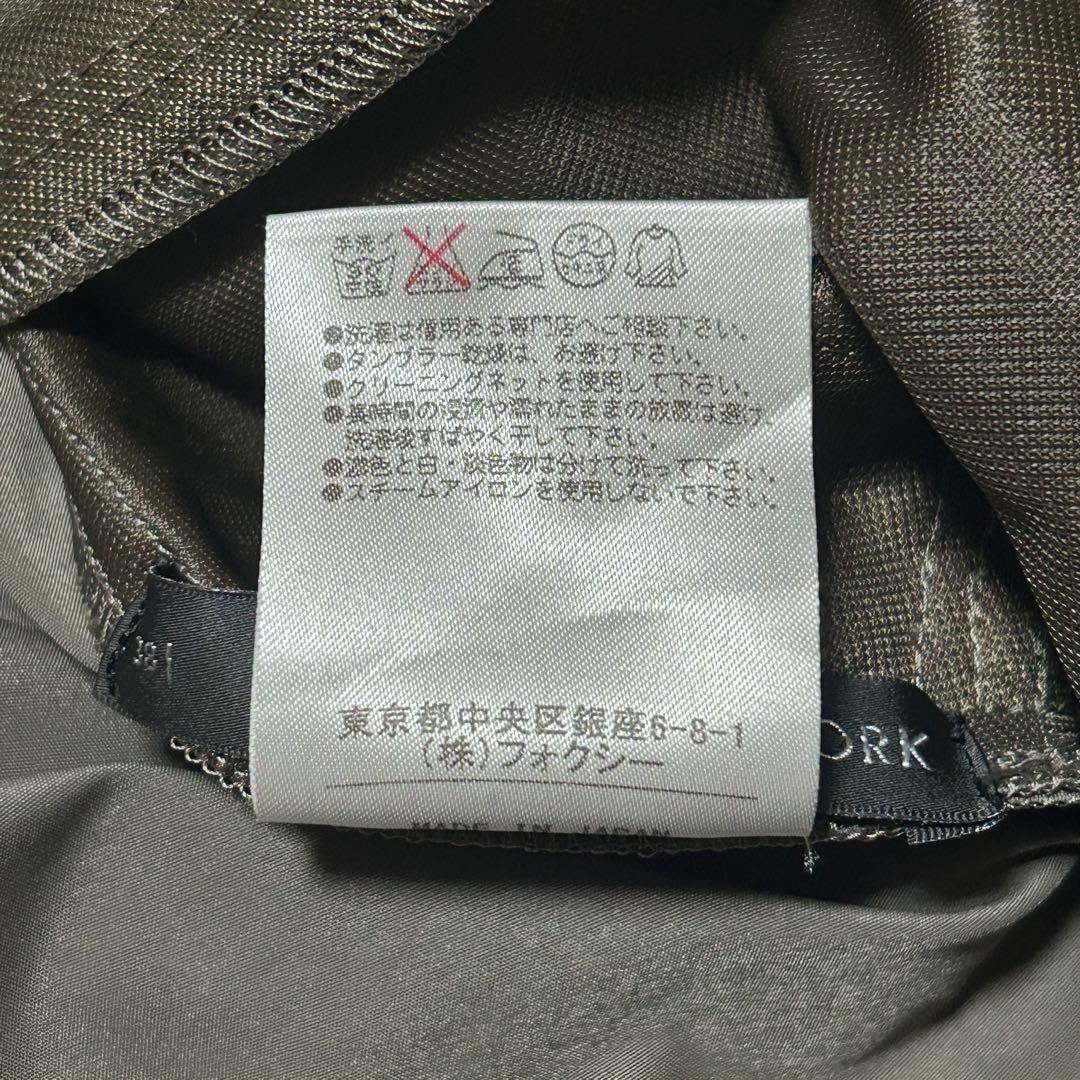 手洗イ
●洗濯は信用ある専門店へご相談下さい。
●タンブラー乾燥は、お避け下さい。
●クリーニングネットを使用して下さい。
●長時間の浸漬や濡れたままの放置は避け、
洗濯後すばやく干して下さい。
●濃色と白・淡色物は分けて洗って下さい。
●スチームアイロンを使用しないで下さい。
東京都中央区銀座6-8-1
(株)フォクシー
ORK
MADE IN JAPAN